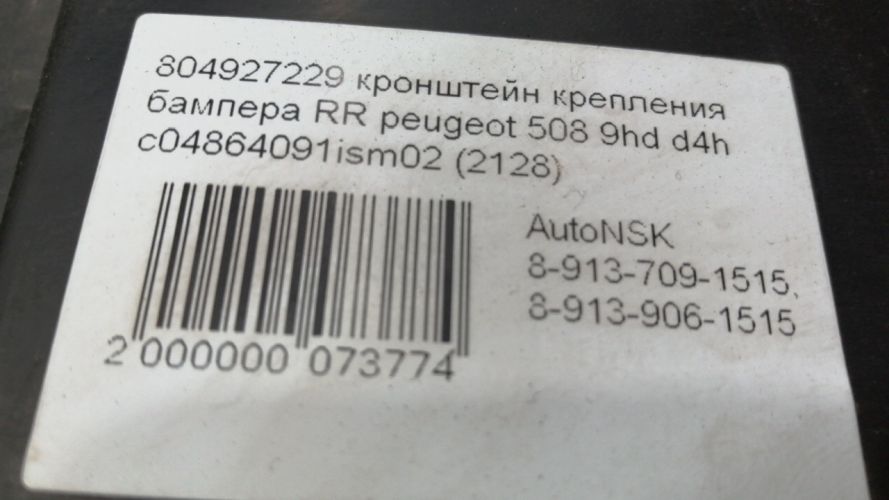 804927229 кронштейн крепления
бампера RR peugeot 508 9hd d4h
c04864091ism02 (2128)
AutoNSK
8-913-709-1515,
8-913-906-1515
2 000000 073774